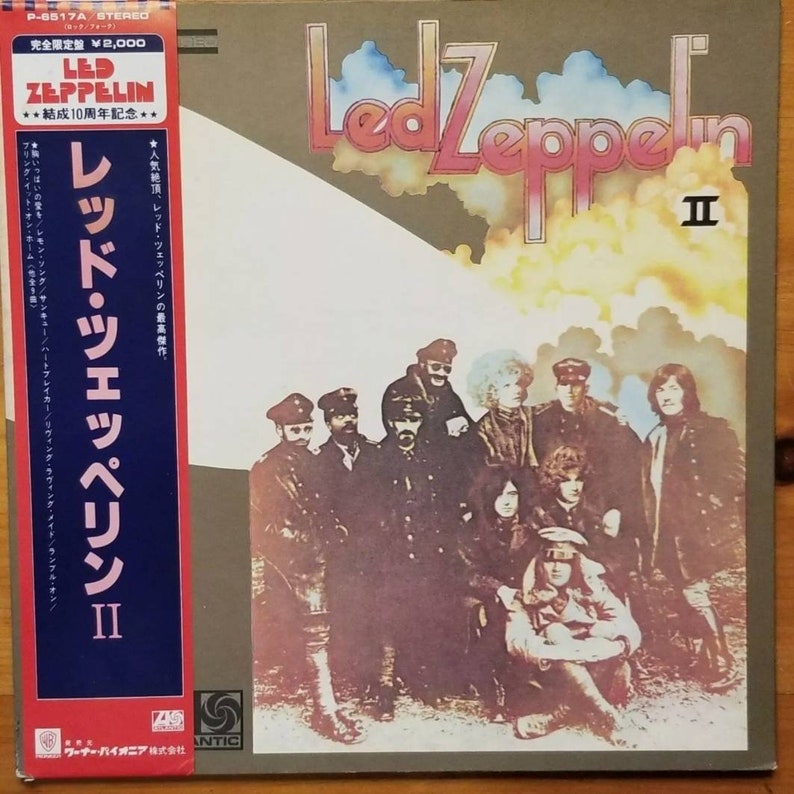 P-6517A/STEREO
(ロック/フォーク)
完全限定盤 ¥2,000
LED
ZEPPELIN
★★結成10周年記念★★
★人気絶頂、レッド・ツェッペリンの最高傑作。
レッド・ツェッペリン II
★胸いっぱいの愛を/レモン・ソング/サンキュー/ハートブレイカー/リヴィング・ラヴィング・メイド/ランブル・オン/
ブリング・イット・オン・ホーム〈他全9曲〉
WB
PIONEER
発売元
ワーナー・パイオニア株式会社
ATLANTIC
Led Zeppelin
II
ANTIC